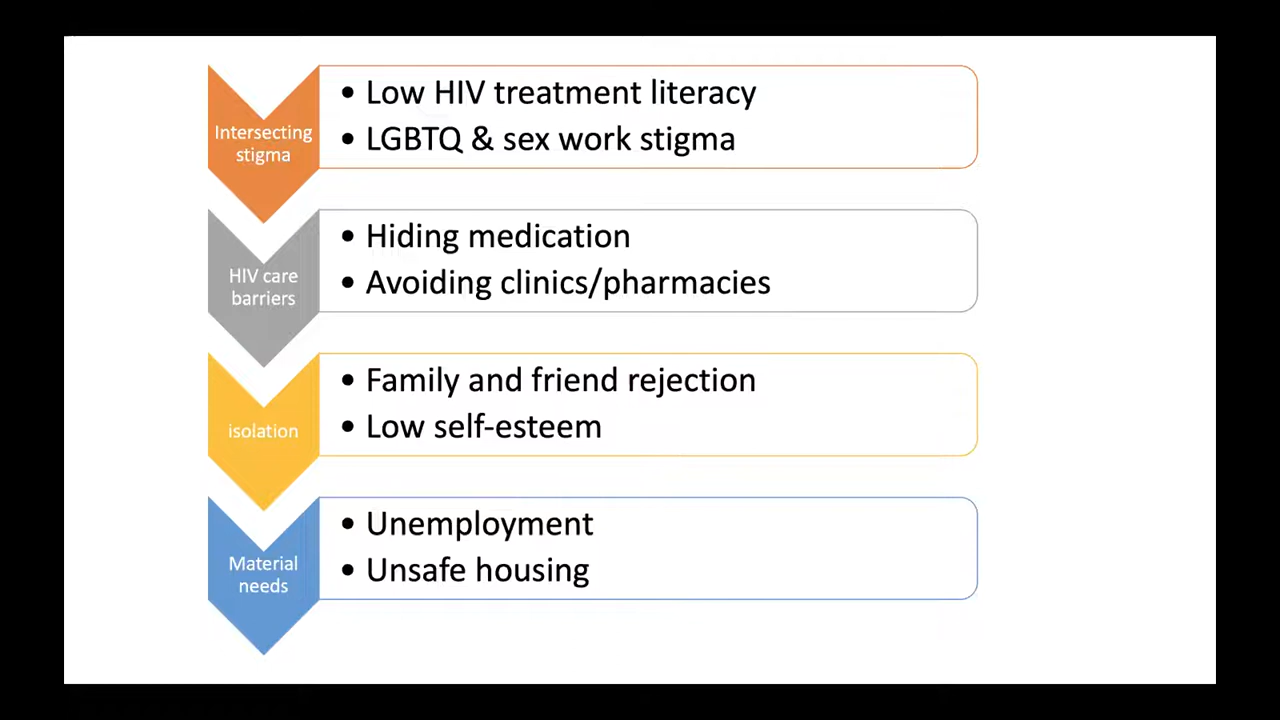 Intersecting
stigma
• Low HIV treatment literacy
• LGBTQ & sex work stigma
HIV care
barriers
• Hiding medication
• Avoiding clinics/pharmacies
isolation
• Family and friend rejection
• Low self-esteem
Material
needs
• Unemployment
• Unsafe housing